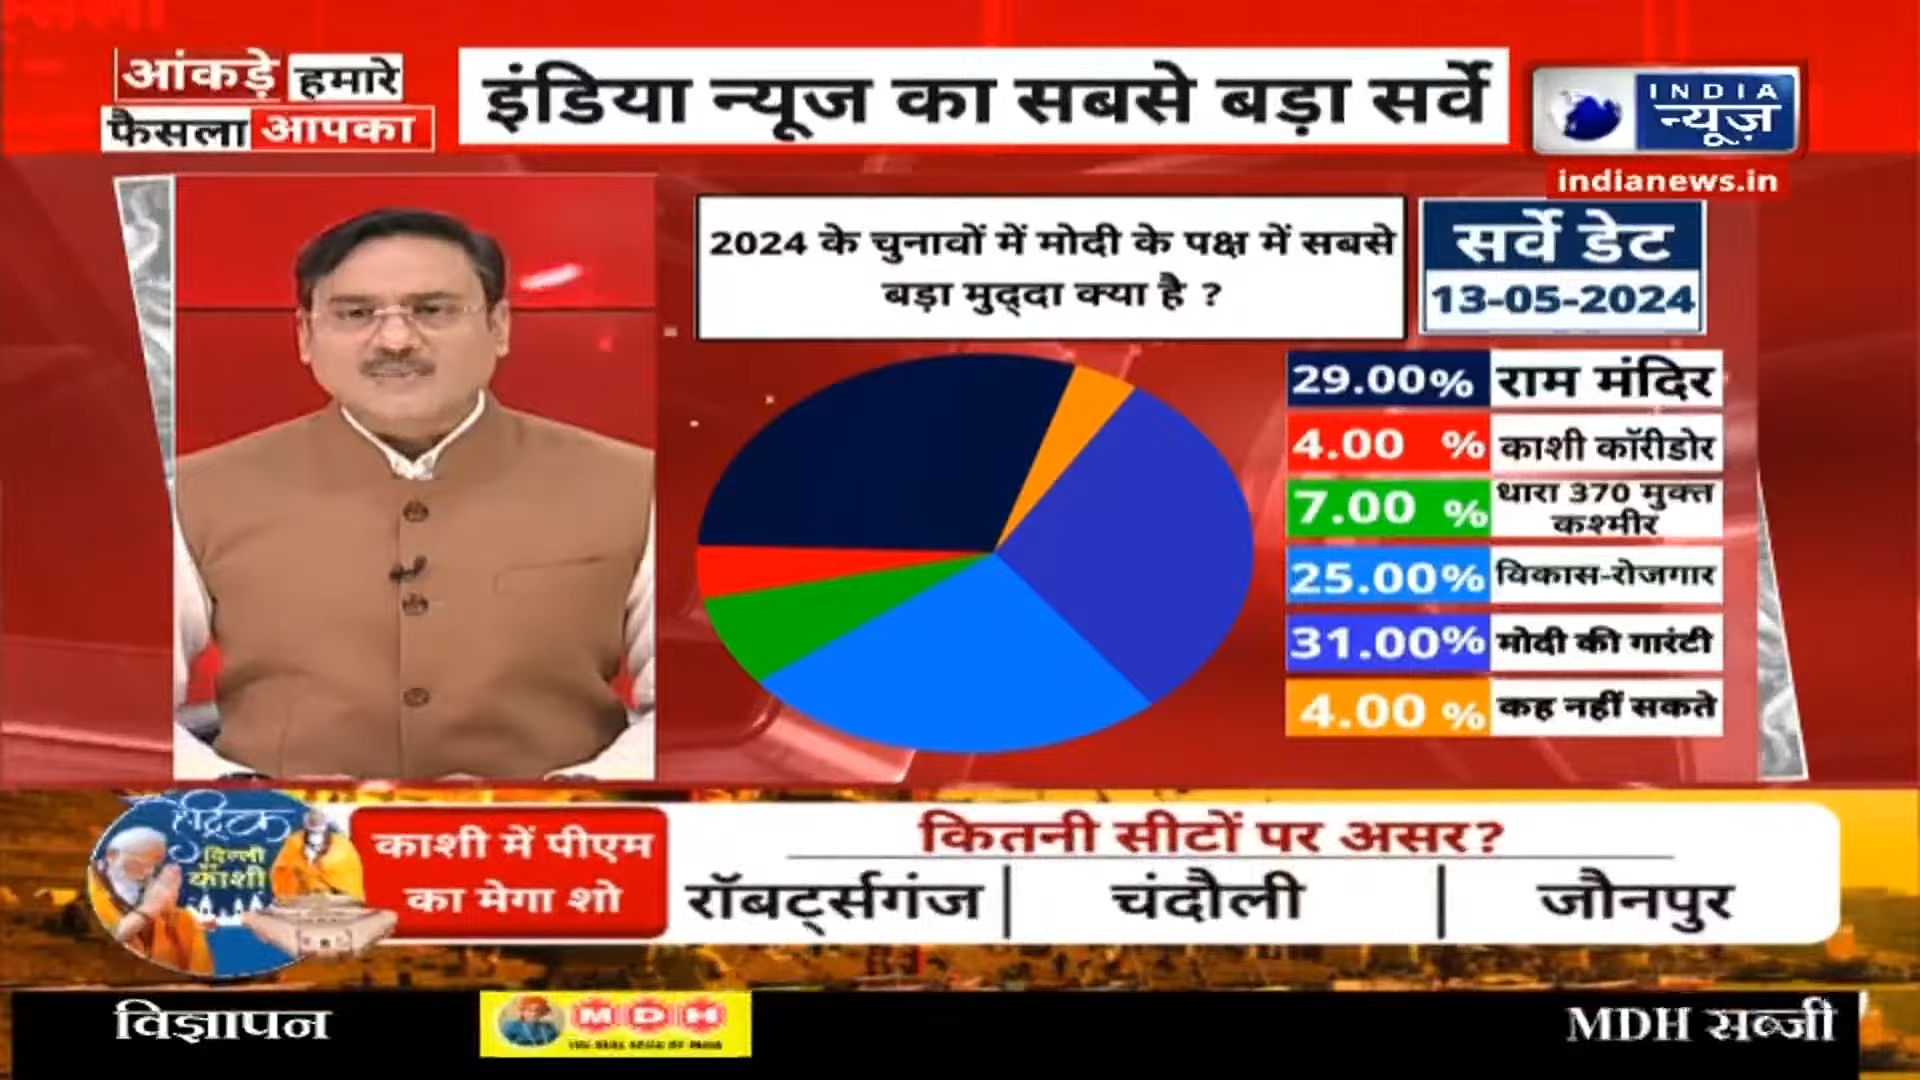 आंकड़े हमारे
फैसला आपका
इंडिया न्यूज का सबसे बड़ा सर्वे
INDIA
न्यूज़
indianews.in
2024 के चुनावों में मोदी के पक्ष में सबसे
बड़ा मुद्दा क्या है ?
सर्वे डेट
13-05-2024
29.00% राम मंदिर
4.00 % काशी कॉरीडोर
7.00 % धारा 370 मुक्त
कश्मीर
25.00% विकास-रोजगार
31.00% मोदी की गारंटी
4.00 % कह नहीं सकते
दिल्ली
काशी
काशी में पीएम
का मेगा शो
कितनी सीटों पर असर?
रॉबर्ट्सगंज | चंदौली | जौनपुर
विज्ञापन
MDH
MDH सब्जी